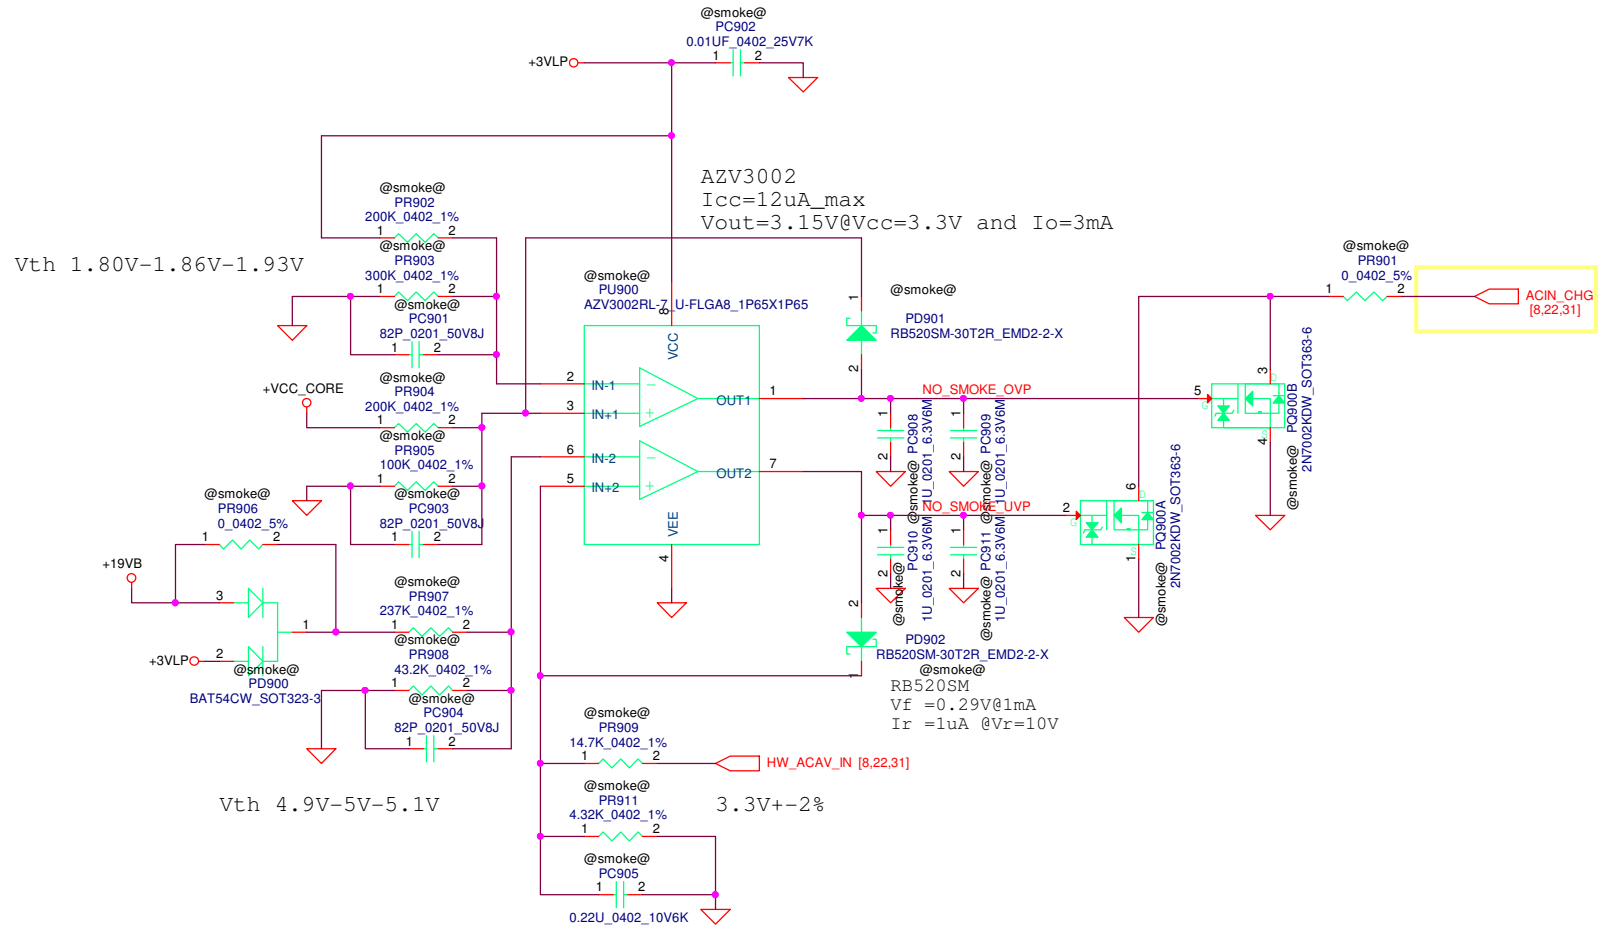 @smoke@
PC902
0.01UF_0402_25V7K
+3VLP
1
2
@smoke@
PR902
200K_0402_1%
1
2
@smoke@
PR903
300K_0402_1%
1
2
@smoke@
PC901
82P_0201_50V8J
1
2
Vth 1.80V-1.86V-1.93V
AZV3002
Icc=12uA_max
Vout=3.15V@Vcc=3.3V and Io=3mA
@smoke@
PU900
AZV3002RL-7_U-FLGA8_1P65X1P65
8
VCC
2
IN-1
3
IN+1
6
IN-2
5
IN+2
OUT1
1
OUT2
7
VEE
4
@smoke@
PD901
RB520SM-30T2R_EMD2-2-X
1
2
+VCC_CORE
@smoke@
PR904
200K_0402_1%
1
2
@smoke@
PR905
100K_0402_1%
1
2
@smoke@
PC903
82P_0201_50V8J
1
2
@smoke@
PR906
0_0402_5%
1
2
+19VB
3
1
+3VLP
2
@smoke@
PD900
BAT54CW_SOT323-3
@smoke@
PR907
237K_0402_1%
1
2
@smoke@
PR908
43.2K_0402_1%
1
2
@smoke@
PC904
82P_0201_50V8J
1
2
Vth 4.9V-5V-5.1V
NO_SMOKE_OVP
1
2
@smoke@
PC908
1U_0201_6.3V6M
1
2
@smoke@
PC909
1U_0201_6.3V6M
NO_SMOKE_UVP
1
2
@smoke@
PC910
1U_0201_6.3V6M
1
2
@smoke@
PC911
1U_0201_6.3V6M
2
1
PD902
RB520SM-30T2R_EMD2-2-X
@smoke@
RB520SM
Vf =0.29V@1mA
Ir =1uA @Vr=10V
@smoke@
PR909
14.7K_0402_1%
1
2
HW_ACAV_IN [8,22,31]
@smoke@
PR911
4.32K_0402_1%
1
2
3.3V+-2%
@smoke@
PC905
1
2
0.22U_0402_10V6K
@smoke@
PR901
0_0402_5%
1
2
ACIN_CHG
[8,22,31]
5
G
3
D
4
S
@smoke@
PQ900B
2N7002KDW_SOT363-6
2
G
6
D
1
S
@smoke@
PQ900A
2N7002KDW_SOT363-6